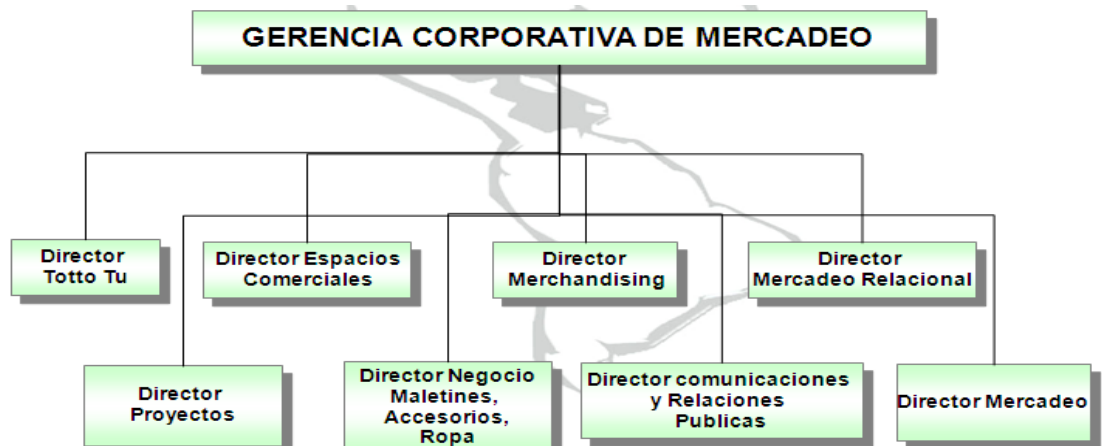 GERENCIA CORPORATIVA DE MERCADEO
Director
Totto Tu
Director Espacios
Comerciales
Director
Merchandising
Director
Mercadeo Relacional
Director
Proyectos
Director Negocio
Maletines,
Accesorios,
Ropa
Director comunicaciones
y Relaciones
Publicas
Director Mercadeo